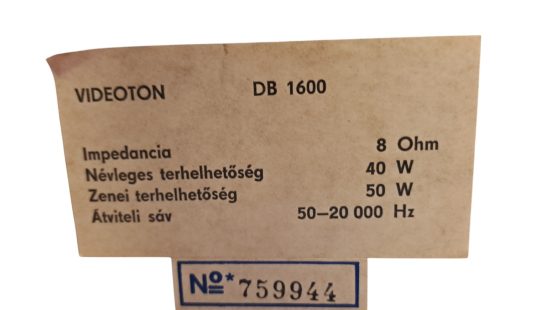 VIDEOTON DB 1600
Impedancia 8 Ohm
Névleges terhelhetőség 40 W
Zenei terhelhetőség 50 W
Átviteli sáv 50–20 000 Hz
No* 759944